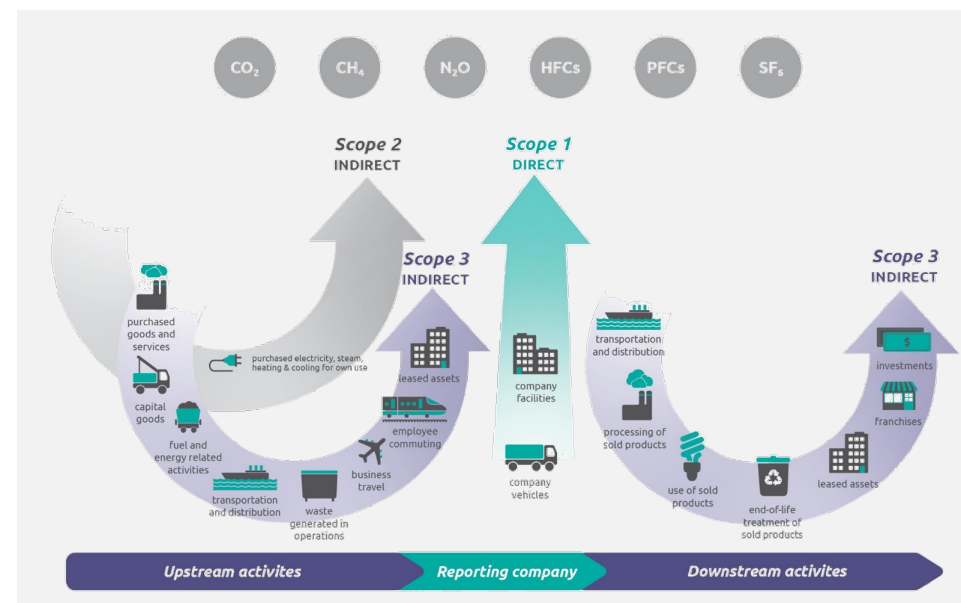 CO₂
CH₄
N₂O
HFCs
PFCs
SF₆
Scope 2
INDIRECT
Scope 1
DIRECT
Scope 3
INDIRECT
Scope 3
INDIRECT
purchased
goods and
services
capital
goods
fuel and
energy related
activities
transportation
and distribution
waste
generated in
operations
business
travel
employee
commuting
leased assets
purchased electricity, steam,
heating & cooling for own use
company
facilities
company
vehicles
transportation
and distribution
processing of
sold products
use of sold
products
end-of-life
treatment of
sold products
leased assets
franchises
$
investments
Upstream activites
Reporting company
Downstream activites